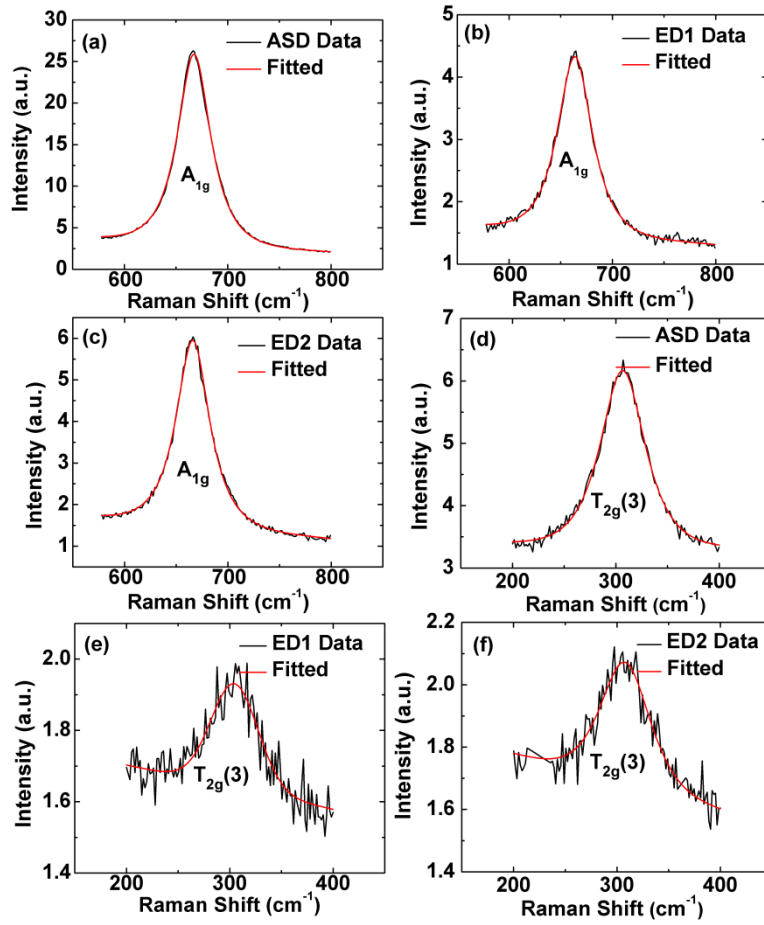 (a)
ASD Data
Fitted
A1g
Intensity (a.u.)
30
25
20
15
10
5
0
600 700 800
Raman Shift (cm-1)
(b)
ED1 Data
Fitted
A1g
Intensity (a.u.)
5
4
3
2
1
600 700 800
Raman Shift (cm-1)
(c)
ED2 Data
Fitted
A1g
Intensity (a.u.)
6
5
4
3
2
1
600 700 800
Raman Shift (cm-1)
(d)
ASD Data
Fitted
T2g(3)
Intensity (a.u.)
7
6
5
4
3
200 300 400
Raman Shift (cm-1)
(e)
ED1 Data
Fitted
T2g(3)
Intensity (a.u.)
2.0
1.8
1.6
1.4
200 300 400
Raman Shift (cm-1)
(f)
ED2 Data
Fitted
T2g(3)
Intensity (a.u.)
2.2
2.0
1.8
1.6
1.4
200 300 400
Raman Shift (cm-1)